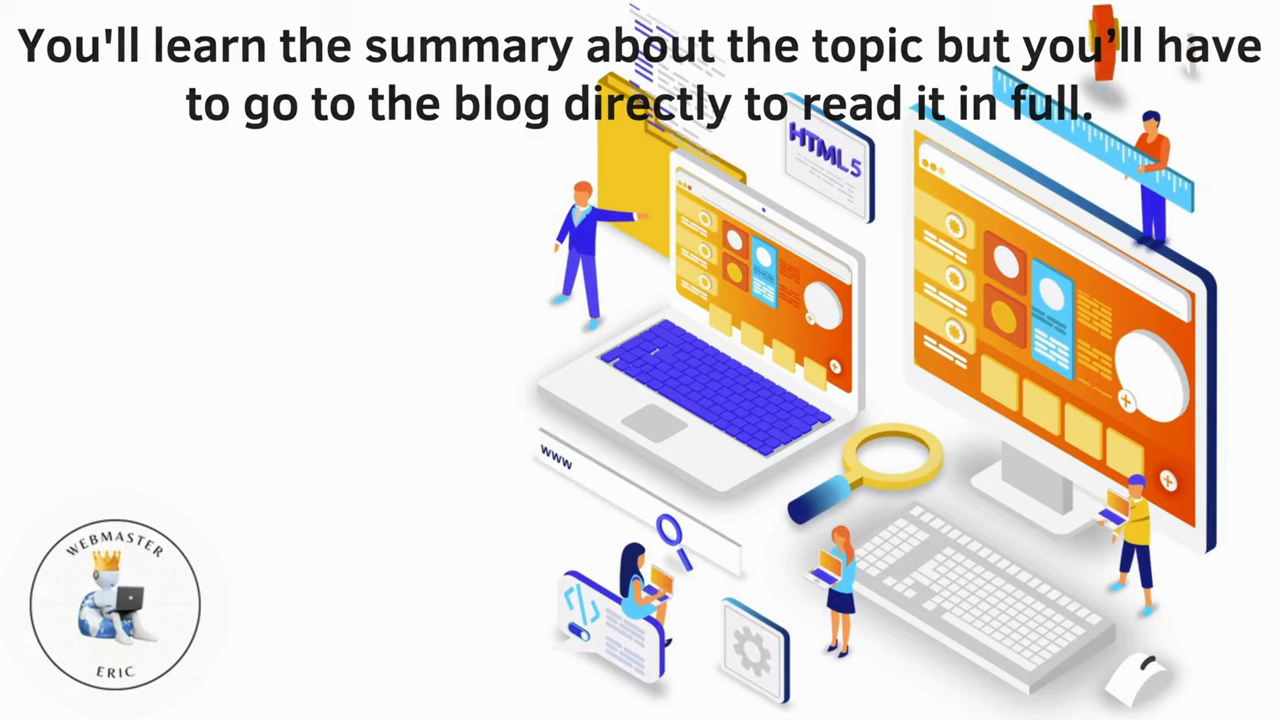 You'll learn the summary about the topic but you’ll have
to go to the blog directly to read it in full.
HTML5
www
</>
WEBMASTER
ERIC